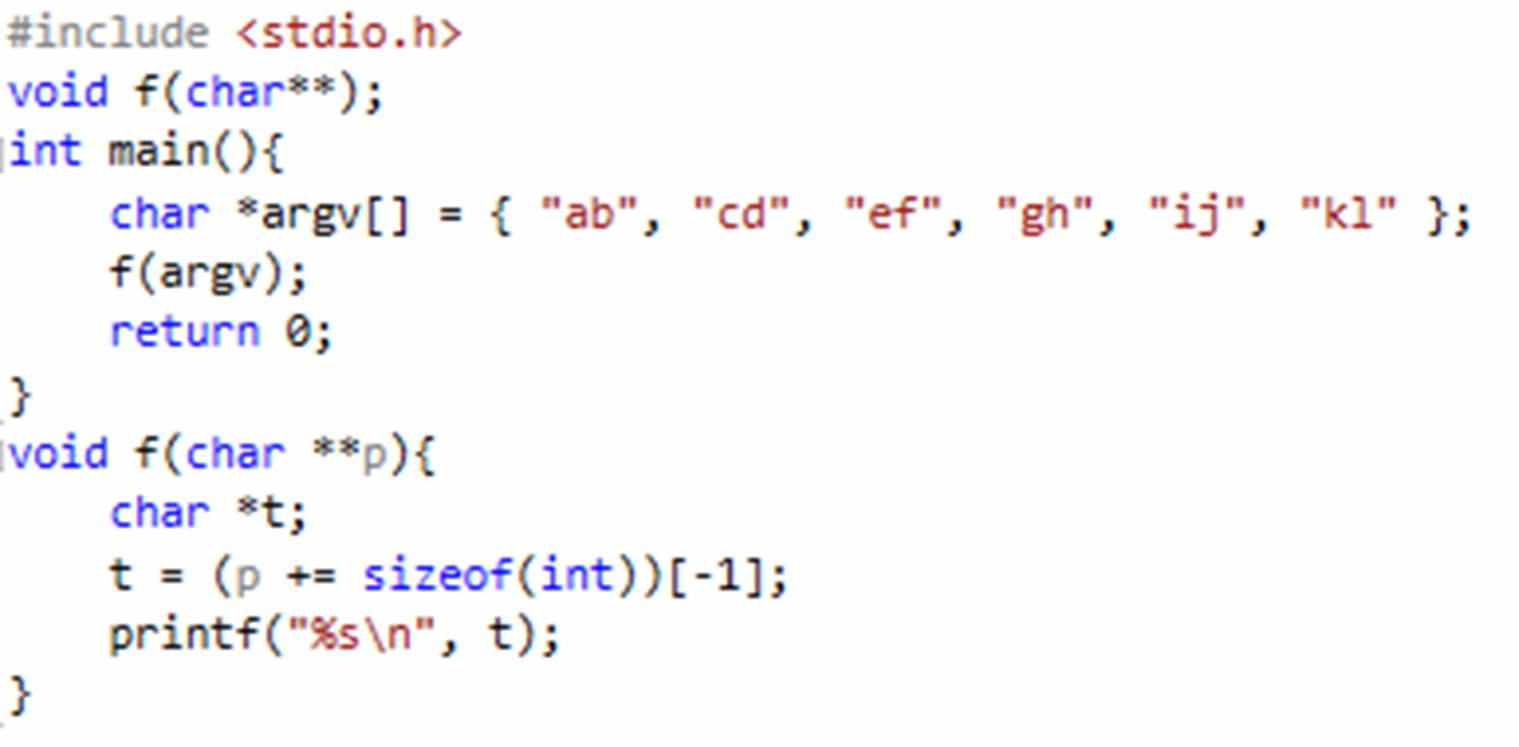 #include <stdio.h>
void f(char**);
int main(){
    char *argv[] = { "ab", "cd", "ef", "gh", "ij", "kl" };
    f(argv);
    return 0;
}
void f(char **p){
    char *t;
    t = (p += sizeof(int))[-1];
    printf("%s\n", t);
}